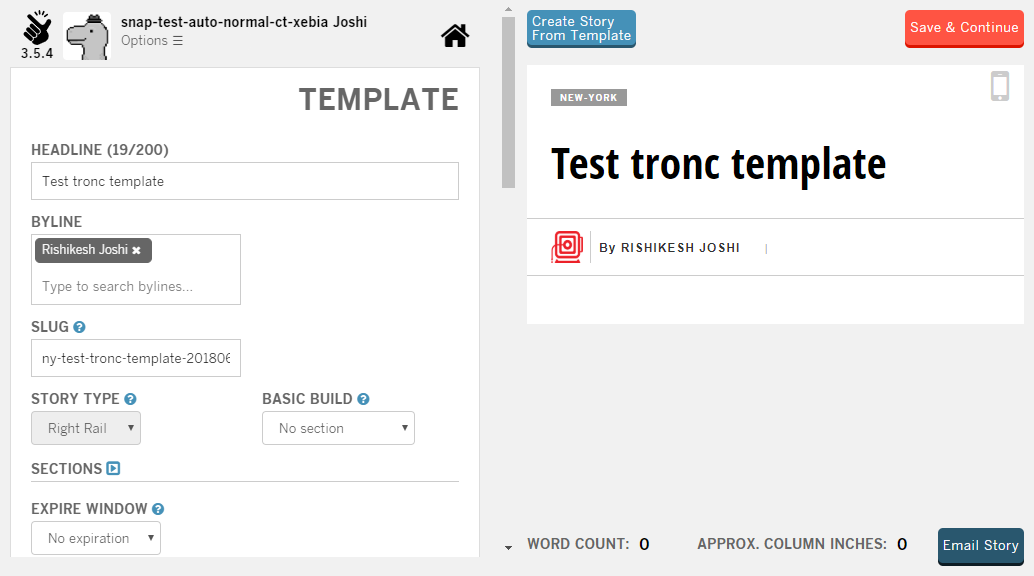 snap-test-auto-normal-ct-xebia Joshi
Options ☰
3.5.4
TEMPLATE
HEADLINE (19/200)
Test tronc template
BYLINE
Rishikesh Joshi ✖
Type to search bylines...
SLUG ?
ny-test-tronc-template-201806
STORY TYPE ?
BASIC BUILD ?
Right Rail
No section
SECTIONS
EXPIRE WINDOW ?
No expiration
Create Story
From Template
Save & Continue
NEW-YORK
Test tronc template
By RISHIKESH JOSHI |
WORD COUNT: 0
APPROX. COLUMN INCHES: 0
Email Story